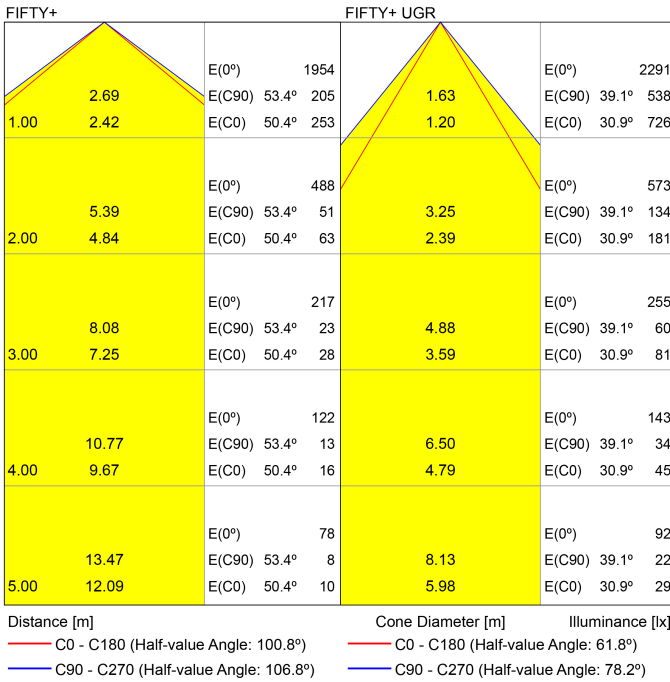 FIFTY+ FIFTY+ UGR
E(0º) 1954 E(0º) 2291
2.69 E(C90) 53.4º 205 1.63 E(C90) 39.1º 538
1.00 2.42 E(C0) 50.4º 253 1.20 E(C0) 30.9º 726
E(0º) 488 E(0º) 573
5.39 E(C90) 53.4º 51 3.25 E(C90) 39.1º 134
2.00 4.84 E(C0) 50.4º 63 2.39 E(C0) 30.9º 181
E(0º) 217 E(0º) 255
8.08 E(C90) 53.4º 23 4.88 E(C90) 39.1º 60
3.00 7.25 E(C0) 50.4º 28 3.59 E(C0) 30.9º 81
E(0º) 122 E(0º) 143
10.77 E(C90) 53.4º 13 6.50 E(C90) 39.1º 34
4.00 9.67 E(C0) 50.4º 16 4.79 E(C0) 30.9º 45
E(0º) 78 E(0º) 92
13.47 E(C90) 53.4º 8 8.13 E(C90) 39.1º 22
5.00 12.09 E(C0) 50.4º 10 5.98 E(C0) 30.9º 29
Distance [m] Cone Diameter [m] Illuminance [lx]
C0 - C180 (Half-value Angle: 100.8º) C0 - C180 (Half-value Angle: 61.8º)
C90 - C270 (Half-value Angle: 106.8º) C90 - C270 (Half-value Angle: 78.2º)